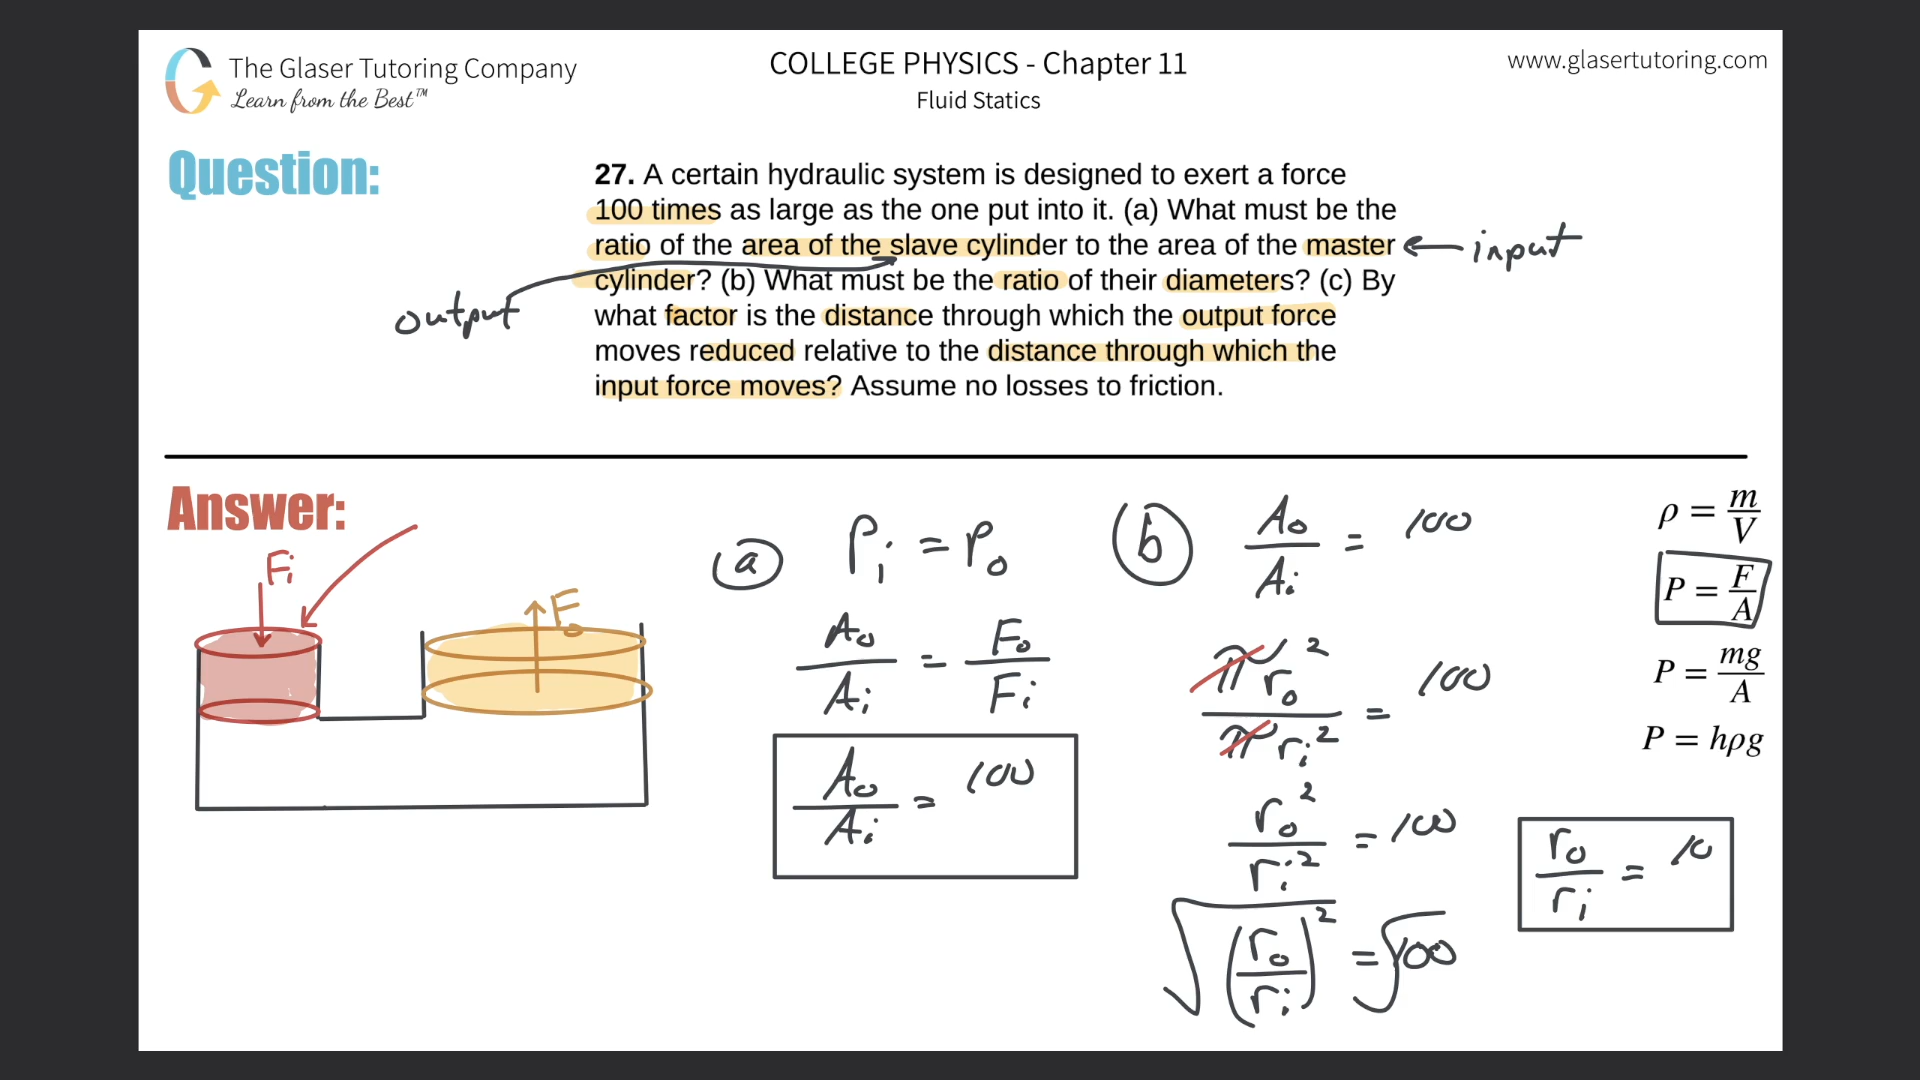 The Glaser Tutoring Company
Learn from the Best™
COLLEGE PHYSICS - Chapter 11
Fluid Statics
www.glasertutoring.com
Question:
27. A certain hydraulic system is designed to exert a force
100 times as large as the one put into it. (a) What must be the
ratio of the area of the slave cylinder to the area of the master
cylinder? (b) What must be the ratio of their diameters? (c) By
what factor is the distance through which the output force
moves reduced relative to the distance through which the
input force moves? Assume no losses to friction.
input
output
Answer:
Fi
Fo
(a) Pi = Po
Ao/Ai = Fo/Fi
Ao/Ai = 100
(b) Ao/Ai = 100
πro²/πri² = 100
ro²/ri² = 100
√(ro/ri)² = √100
ro/ri = 10
ρ = m/V
P = F/A
P = mg/A
P = hρg